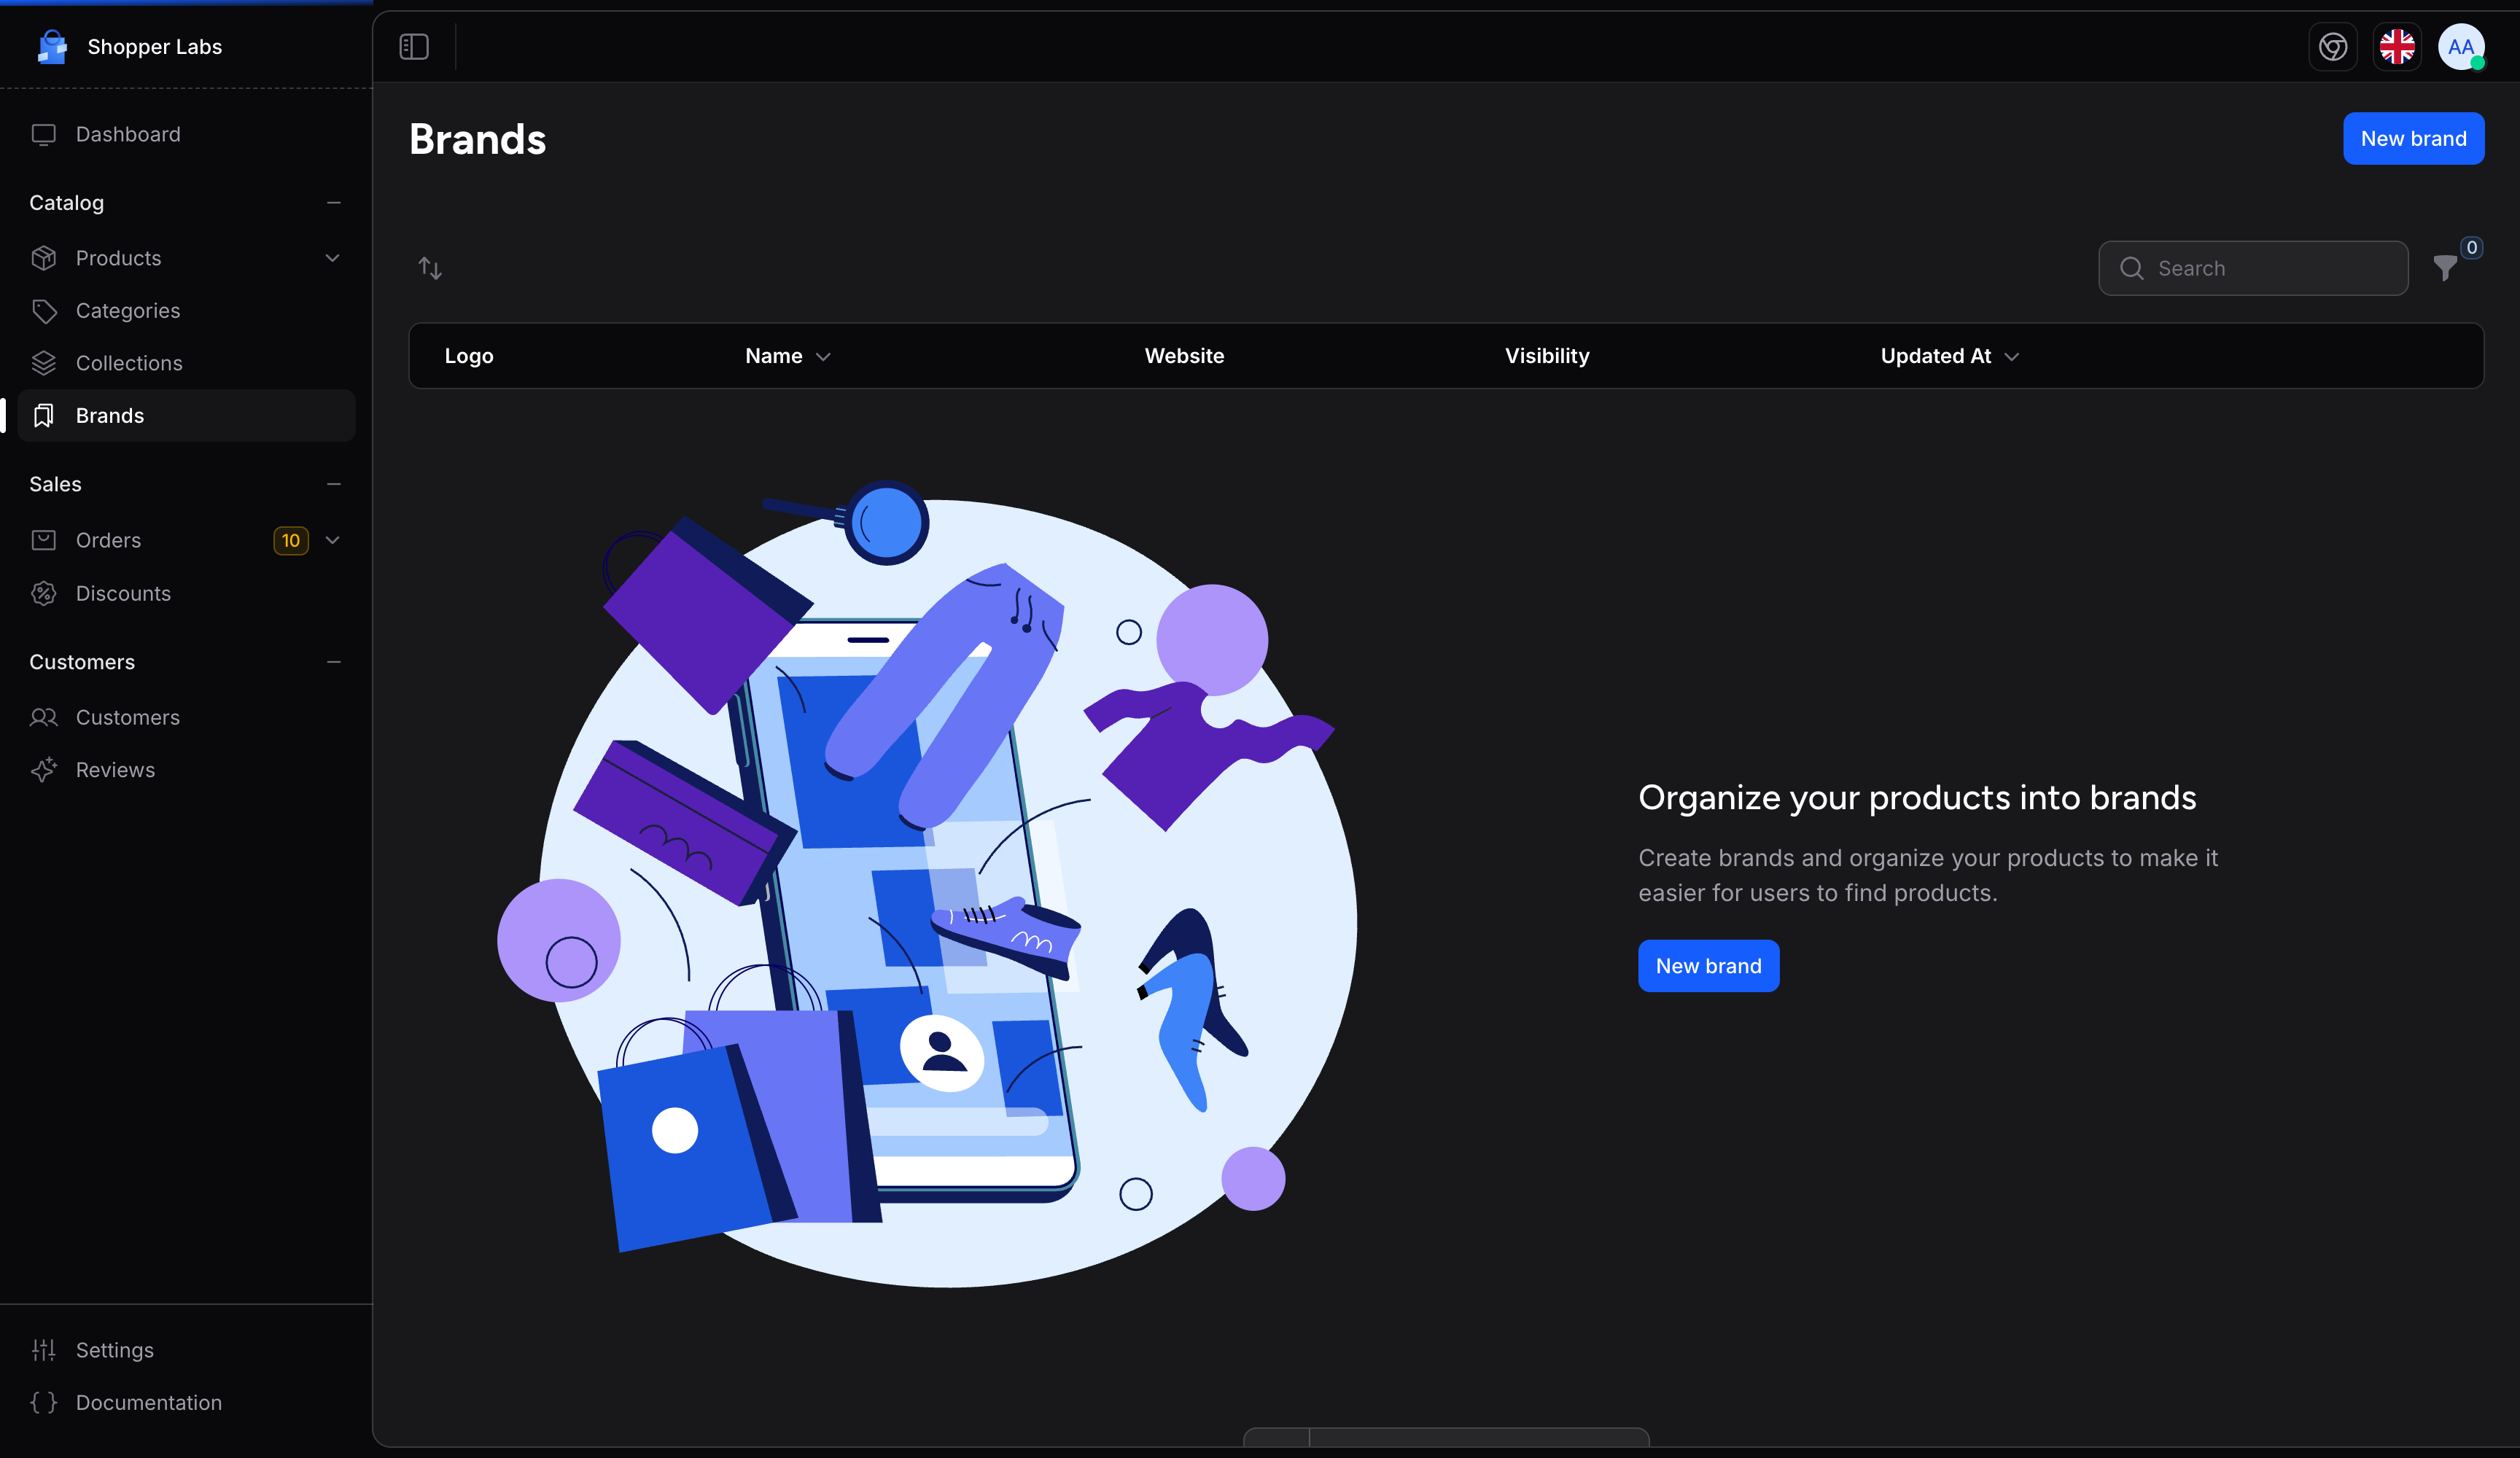 Shopper Labs
AA
Dashboard
Catalog
Products
Categories
Collections
Brands
Sales
Orders 10
Discounts
Customers
Customers
Reviews
Settings
Documentation
Brands
New brand
Search
0
Logo Name Website Visibility Updated At
Organize your products into brands
Create brands and organize your products to make it
easier for users to find products.
New brand